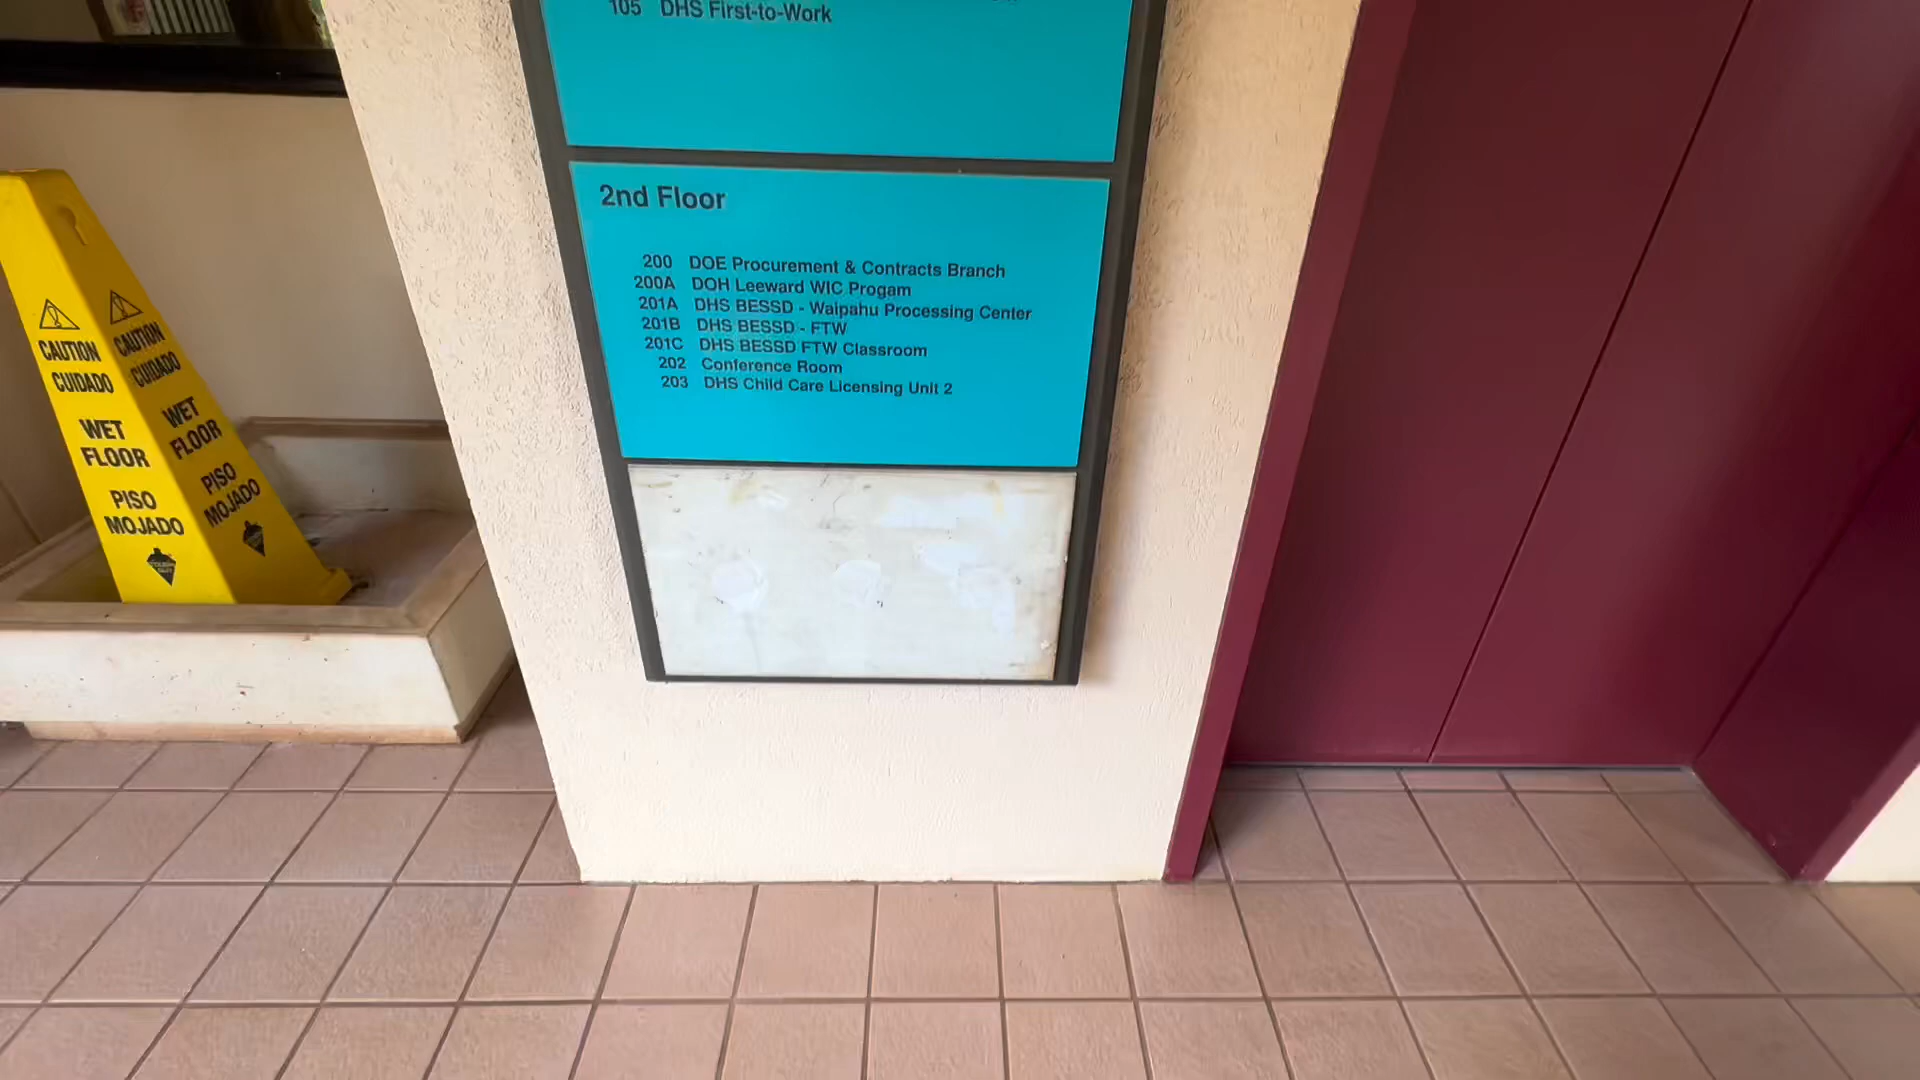 105 DHS First-to-Work
2nd Floor
200 DOE Procurement & Contracts Branch
200A DOH Leeward WIC Progam
201A DHS BESSD - Waipahu Processing Center
201B DHS BESSD - FTW
201C DHS BESSD FTW Classroom
202 Conference Room
203 DHS Child Care Licensing Unit 2
CAUTION
CUIDADO
WET
FLOOR
PISO
MOJADO
CAUTION
CUIDADO
WET
FLOOR
PISO
MOJADO